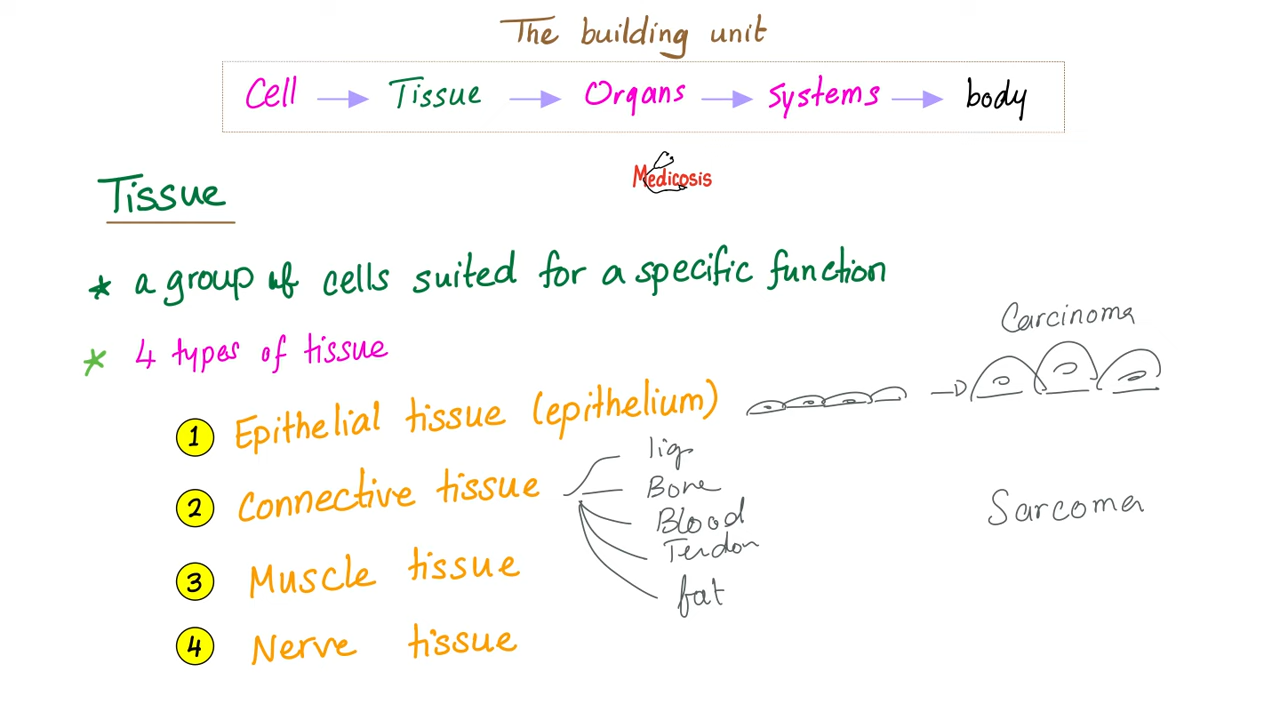 The building unit
Cell → Tissue → Organs → Systems → body
Medicosis
Tissue
* a group of cells suited for a specific function
* 4 types of tissue
Carcinoma
1 Epithelial tissue (epithelium)
2 Connective tissue
lig
Bone
Blood
Tendon
fat
Sarcoma
3 Muscle tissue
4 Nerve tissue